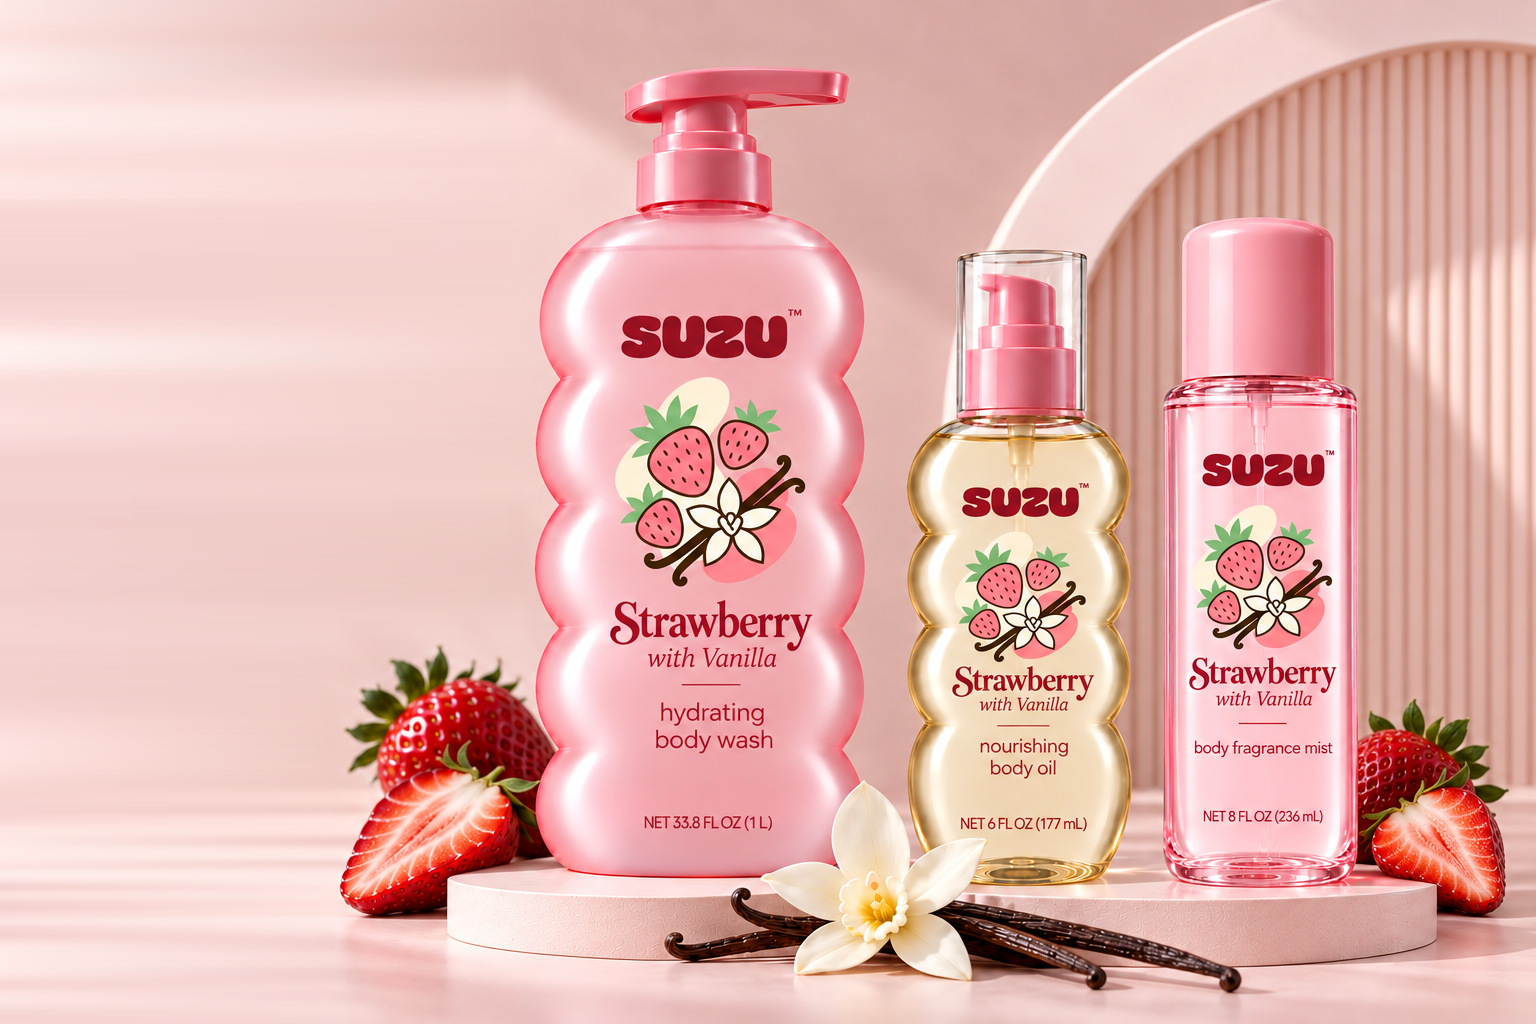 SUZU™
Strawberry
with Vanilla
hydrating
body wash
NET 33.8 FL OZ (1 L)
SUZU™
Strawberry
with Vanilla
nourishing
body oil
NET 6 FL OZ (177 mL)
SUZU™
Strawberry
with Vanilla
body fragrance mist
NET 8 FL OZ (236 mL)